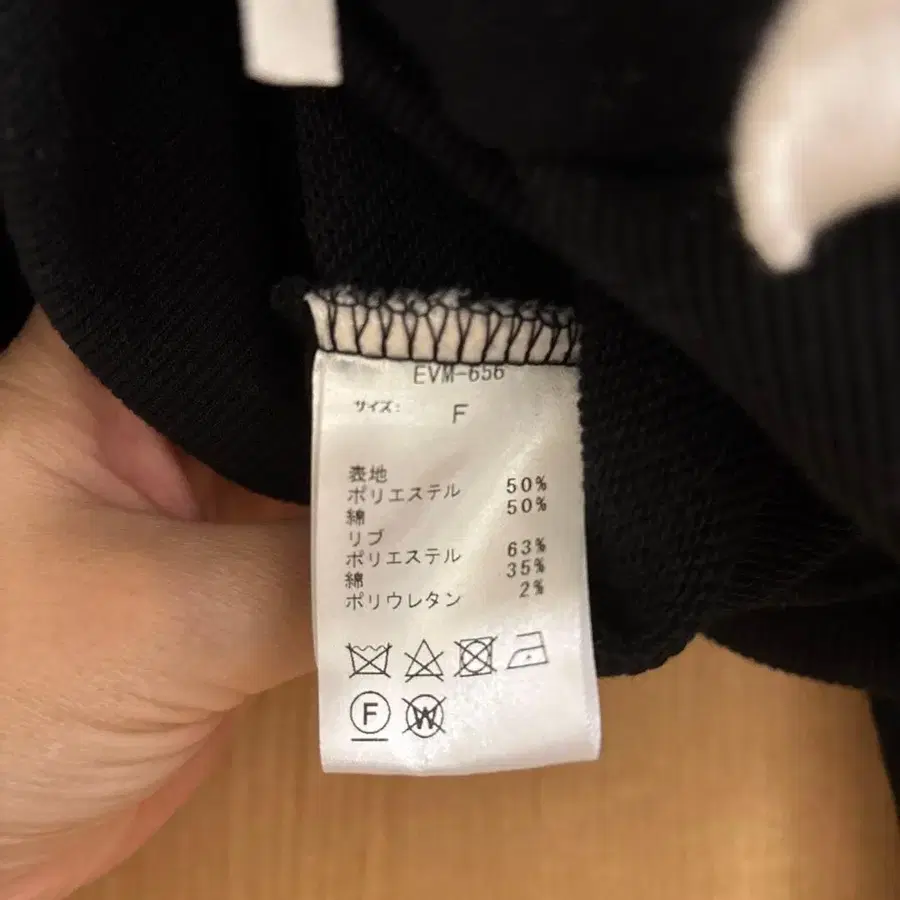 EVM-656
サイズ: F
表地
ポリエステル 50%
綿 50%
リブ
ポリエステル 63%
綿 35%
ポリウレタン 2%
F W